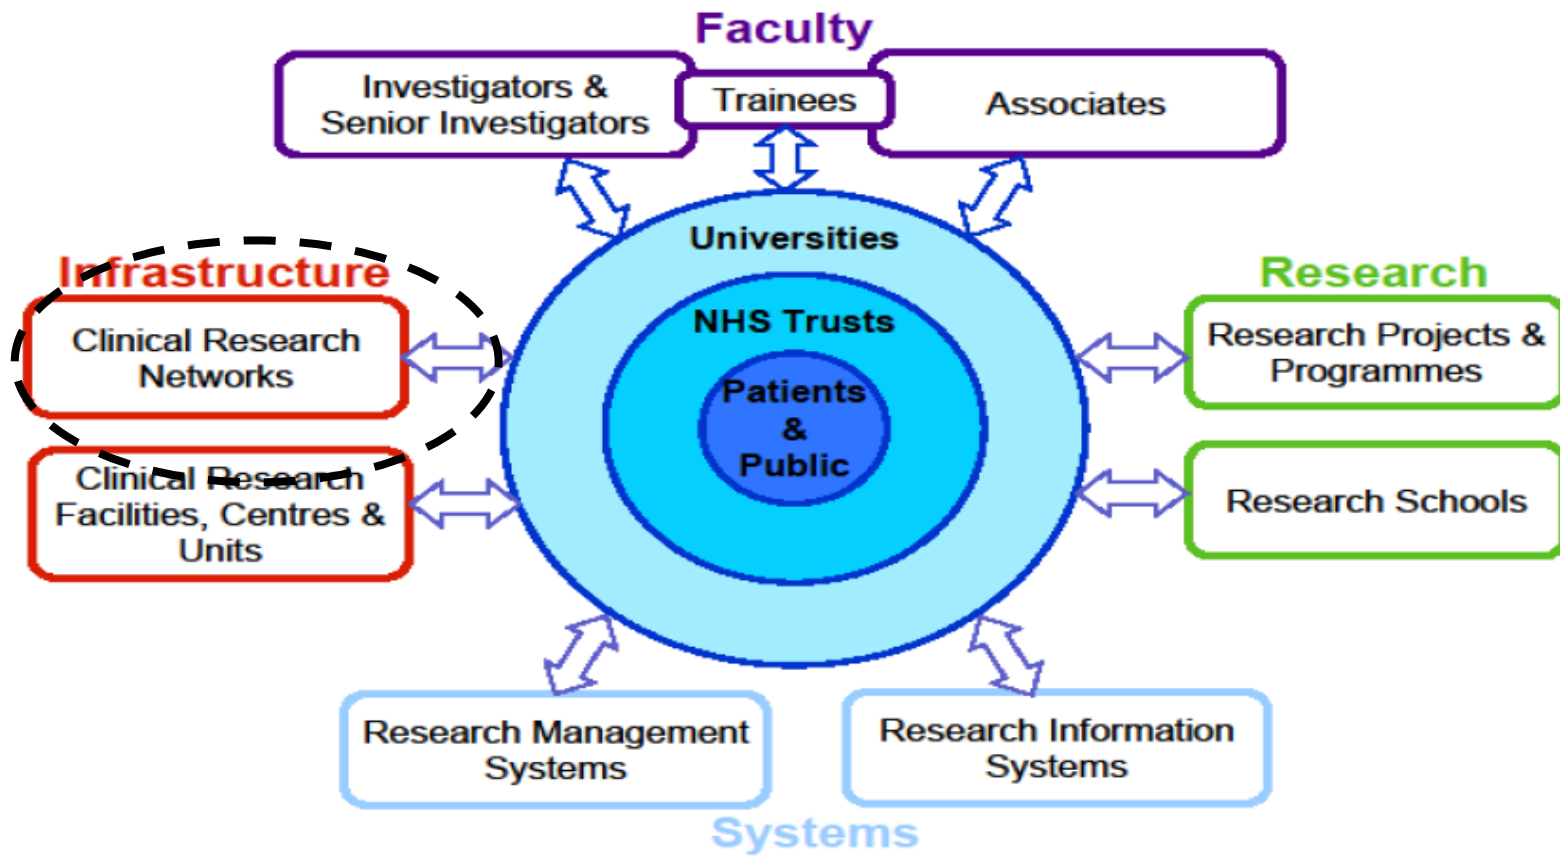 Faculty
Investigators &
Senior Investigators
Trainees
Associates
Universities
NHS Trusts
Patients
&
Public
Infrastructure
Clinical Research
Networks
Clinical Research
Facilities, Centres &
Units
Research
Research Projects &
Programmes
Research Schools
Research Management
Systems
Research Information
Systems
Systems